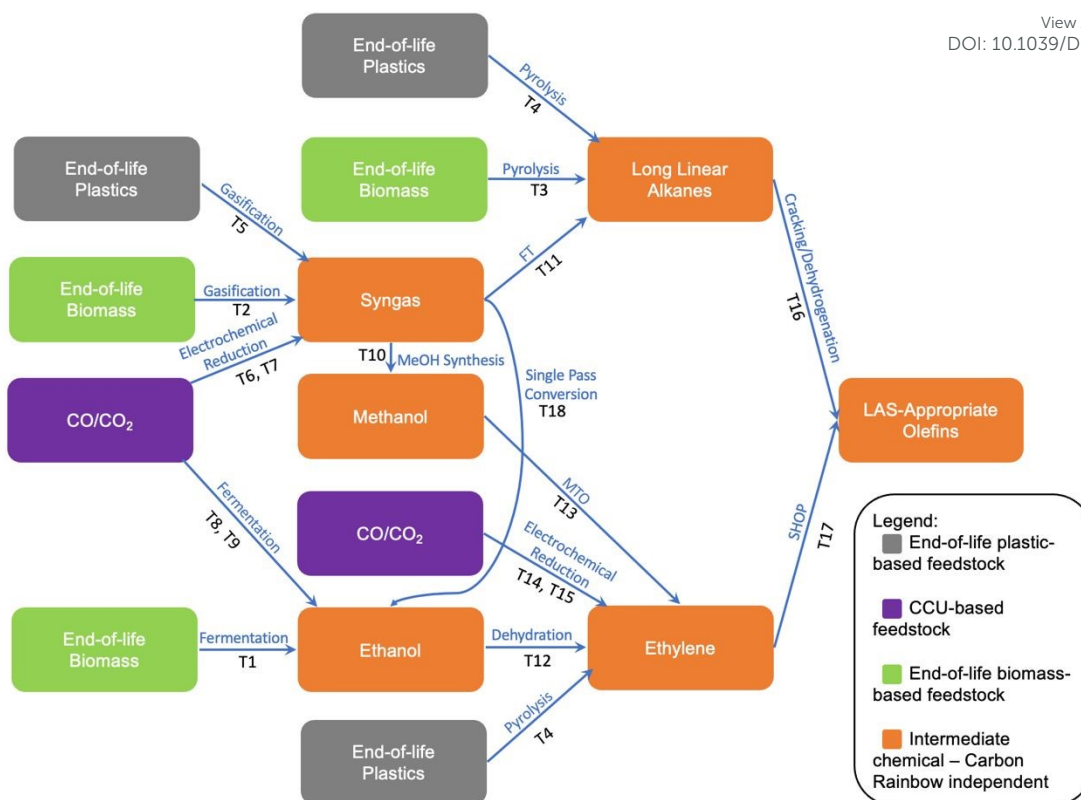 View
DOI: 10.1039/D
End-of-life
Plastics
Pyrolysis
T4
End-of-life
Plastics
Gasification
T5
End-of-life
Biomass
Pyrolysis
T3
Long Linear
Alkanes
End-of-life
Biomass
Gasification
T2
Syngas
FT
T11
Cracking/Dehydrogenation
T16
Electrochemical
Reduction
T6, T7
T10
MeOH Synthesis
Single Pass
Conversion
T18
CO/CO₂
Methanol
LAS-Appropriate
Olefins
Fermentation
T8, T9
MTO
T13
CO/CO₂
Electrochemical
Reduction
T14, T15
SHOP
T17
End-of-life
Biomass
Fermentation
T1
Ethanol
Dehydration
T12
Ethylene
Pyrolysis
T4
End-of-life
Plastics
Legend:
End-of-life plastic-
based feedstock
CCU-based
feedstock
End-of-life biomass-
based feedstock
Intermediate
chemical – Carbon
Rainbow independent